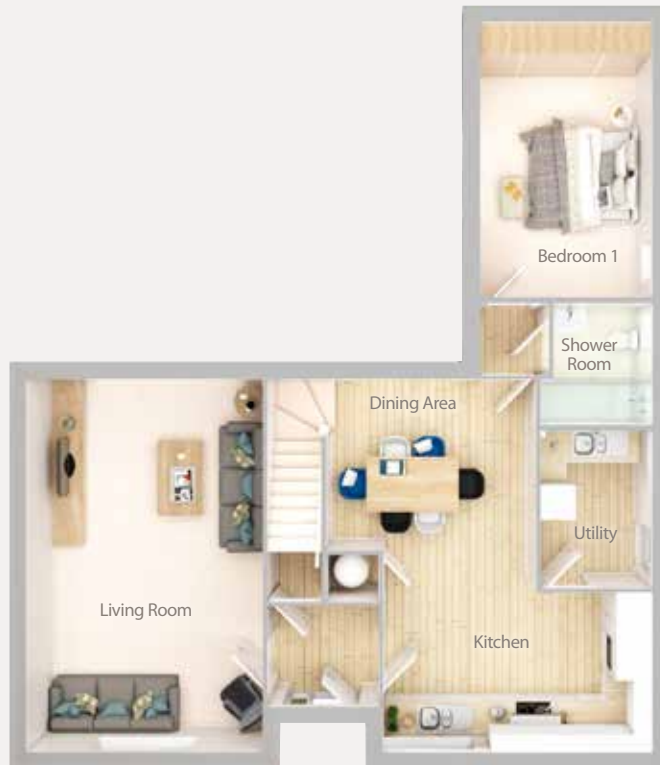 Bedroom 1
Shower
Room
Dining Area
Utility
Living Room
Kitchen